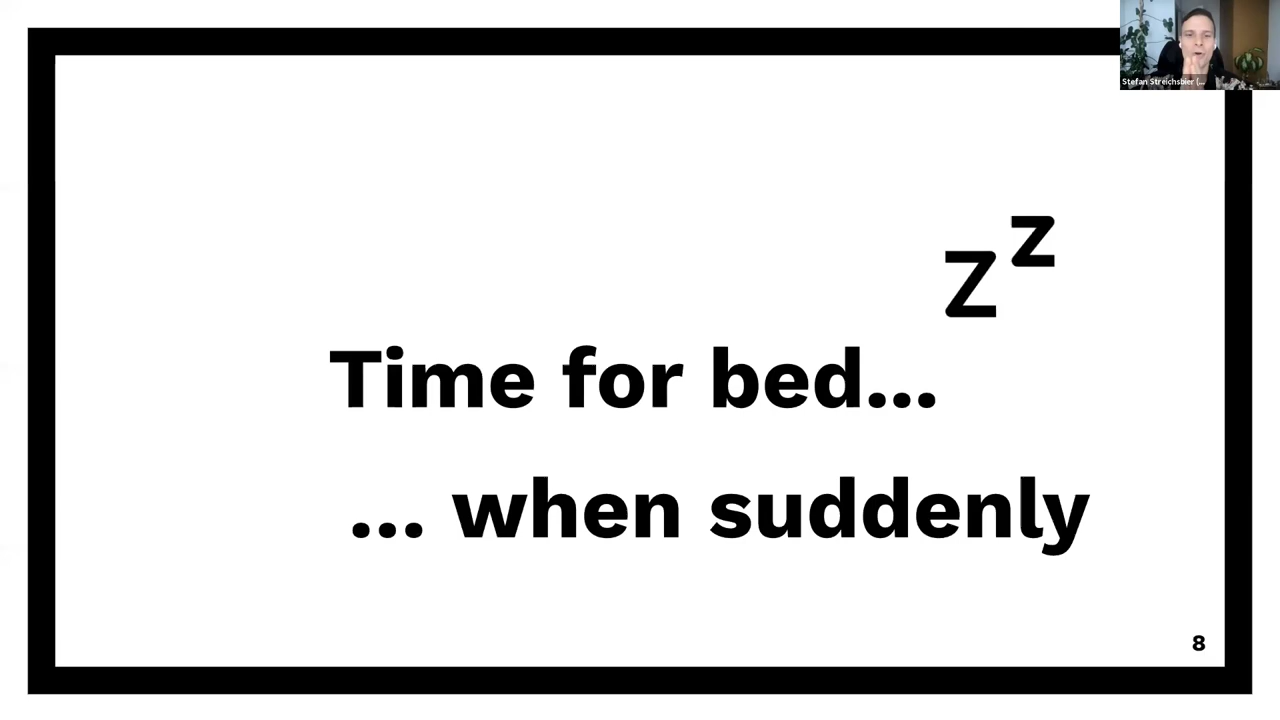 Stefan Streichsbier (...
z
Z
Time for bed...
... when suddenly
8